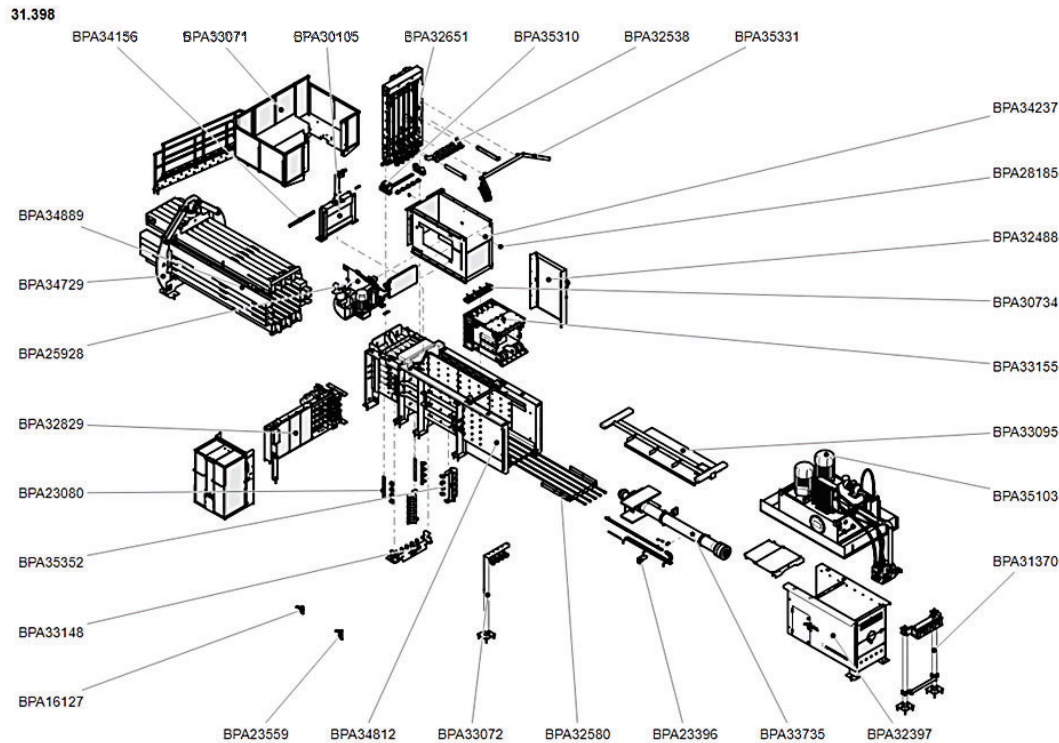 31.398
BPA34156 BPA33071 BPA30105 BPA32651 BPA35310 BPA32538 BPA35331
BPA34237
BPA28185
BPA34889
BPA32488
BPA34729
BPA30734
BPA25928
BPA33155
BPA32829
BPA33095
BPA23080
BPA35103
BPA35352
BPA31370
BPA33148
BPA16127
BPA23559 BPA34812 BPA33072 BPA32580 BPA23396 BPA33735 BPA32397